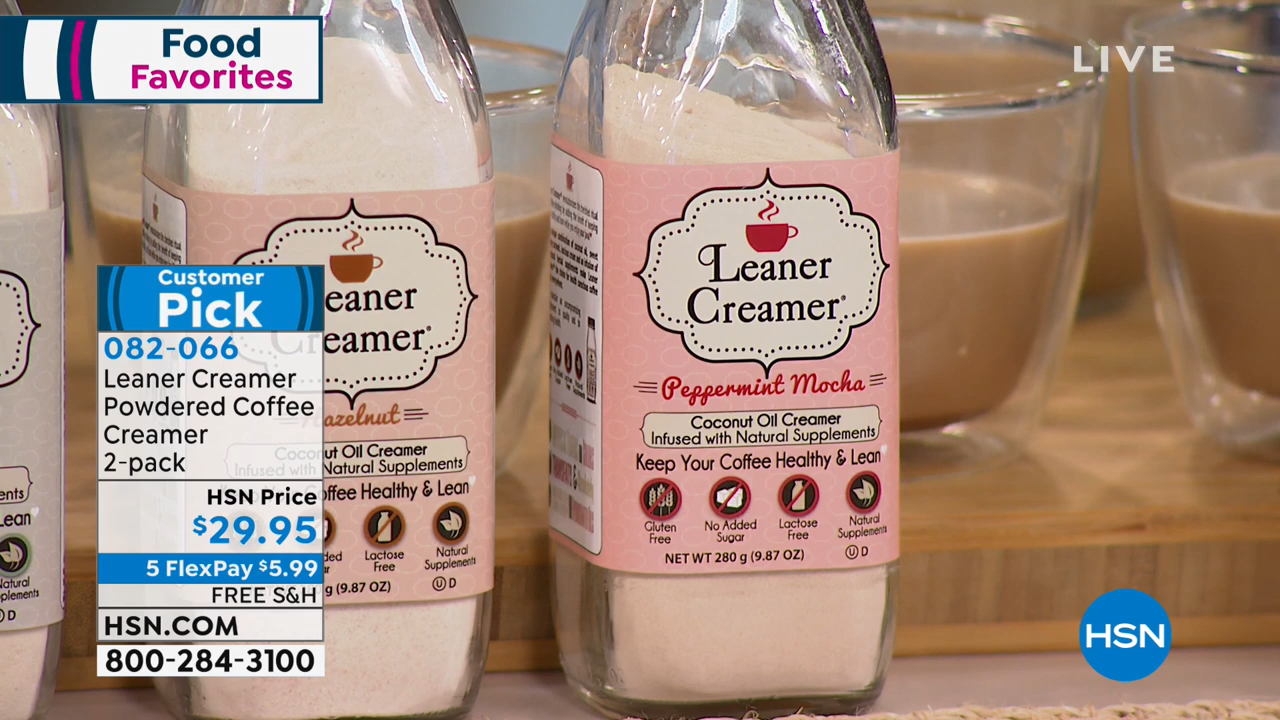 Food
Favorites
LIVE
Customer
Pick
082-066
Leaner Creamer
Powdered Coffee
Creamer
2-pack
HSN Price
$29.95
5 FlexPay $5.99
FREE S&H
HSN.COM
800-284-3100
eaner
reamer®
azelnut
Coconut Oil Creamer
Infused with Natural Supplements
offee Healthy & Lean
Lactose
Free
Natural
Supplements
g (9.87 OZ)
U D
Leaner
Creamer®
Peppermint Mocha
Coconut Oil Creamer
Infused with Natural Supplements
Keep Your Coffee Healthy & Lean
Gluten
Free
No Added
Sugar
Lactose
Free
Natural
Supplements
NET WT 280 g (9.87 OZ)
U D
HSN